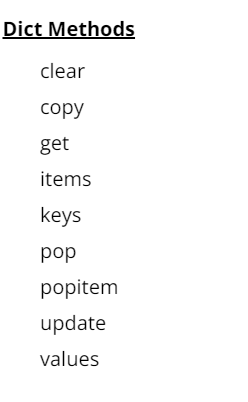 Dict Methods
clear
copy
get
items
keys
pop
popitem
update
values